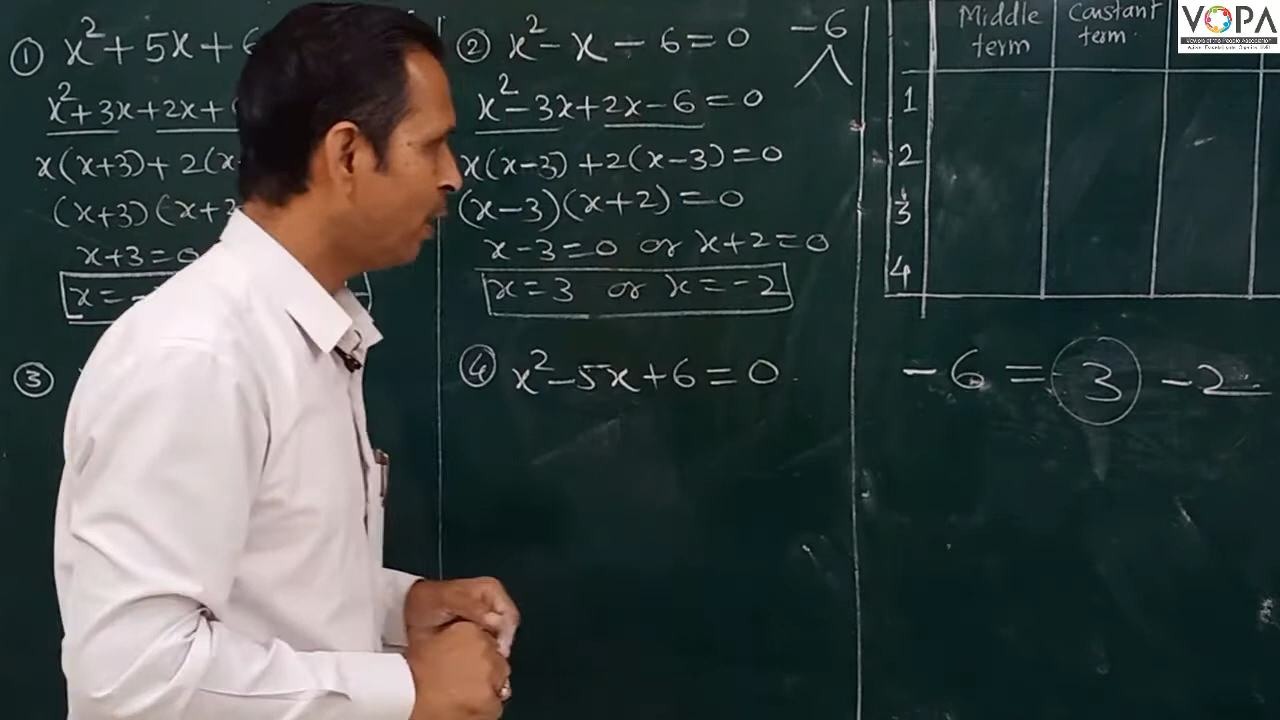 ① x² + 5x + 6
x² + 3x + 2x +
x(x+3) + 2(x
(x+3)(x+
x+3=0
x=-
② x² - x - 6 = 0
-6
x² - 3x + 2x - 6 = 0
x(x-3) + 2(x-3) = 0
(x-3)(x+2) = 0
x-3=0 or x+2=0
x=3 or x=-2
③
④ x² - 5x + 6 = 0
Middle term
Constant term
1
2
3
4
-6 = 3 -2
VOPA